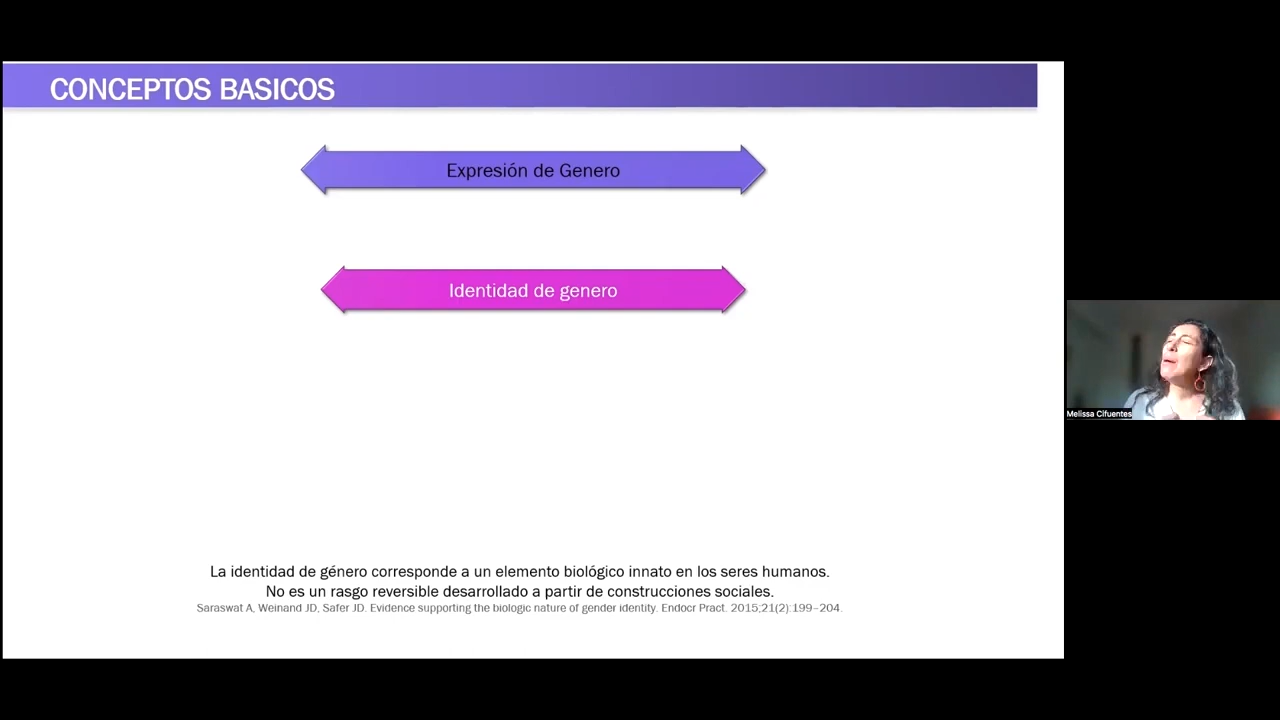 CONCEPTOS BASICOS
Expresión de Genero
Identidad de genero
Melissa Cifuentes
La identidad de género corresponde a un elemento biológico innato en los seres humanos.
No es un rasgo reversible desarrollado a partir de construcciones sociales.
Saraswat A, Weinand JD, Safer JD. Evidence supporting the biologic nature of gender identity. Endocr Pract. 2015;21(2):199–204.